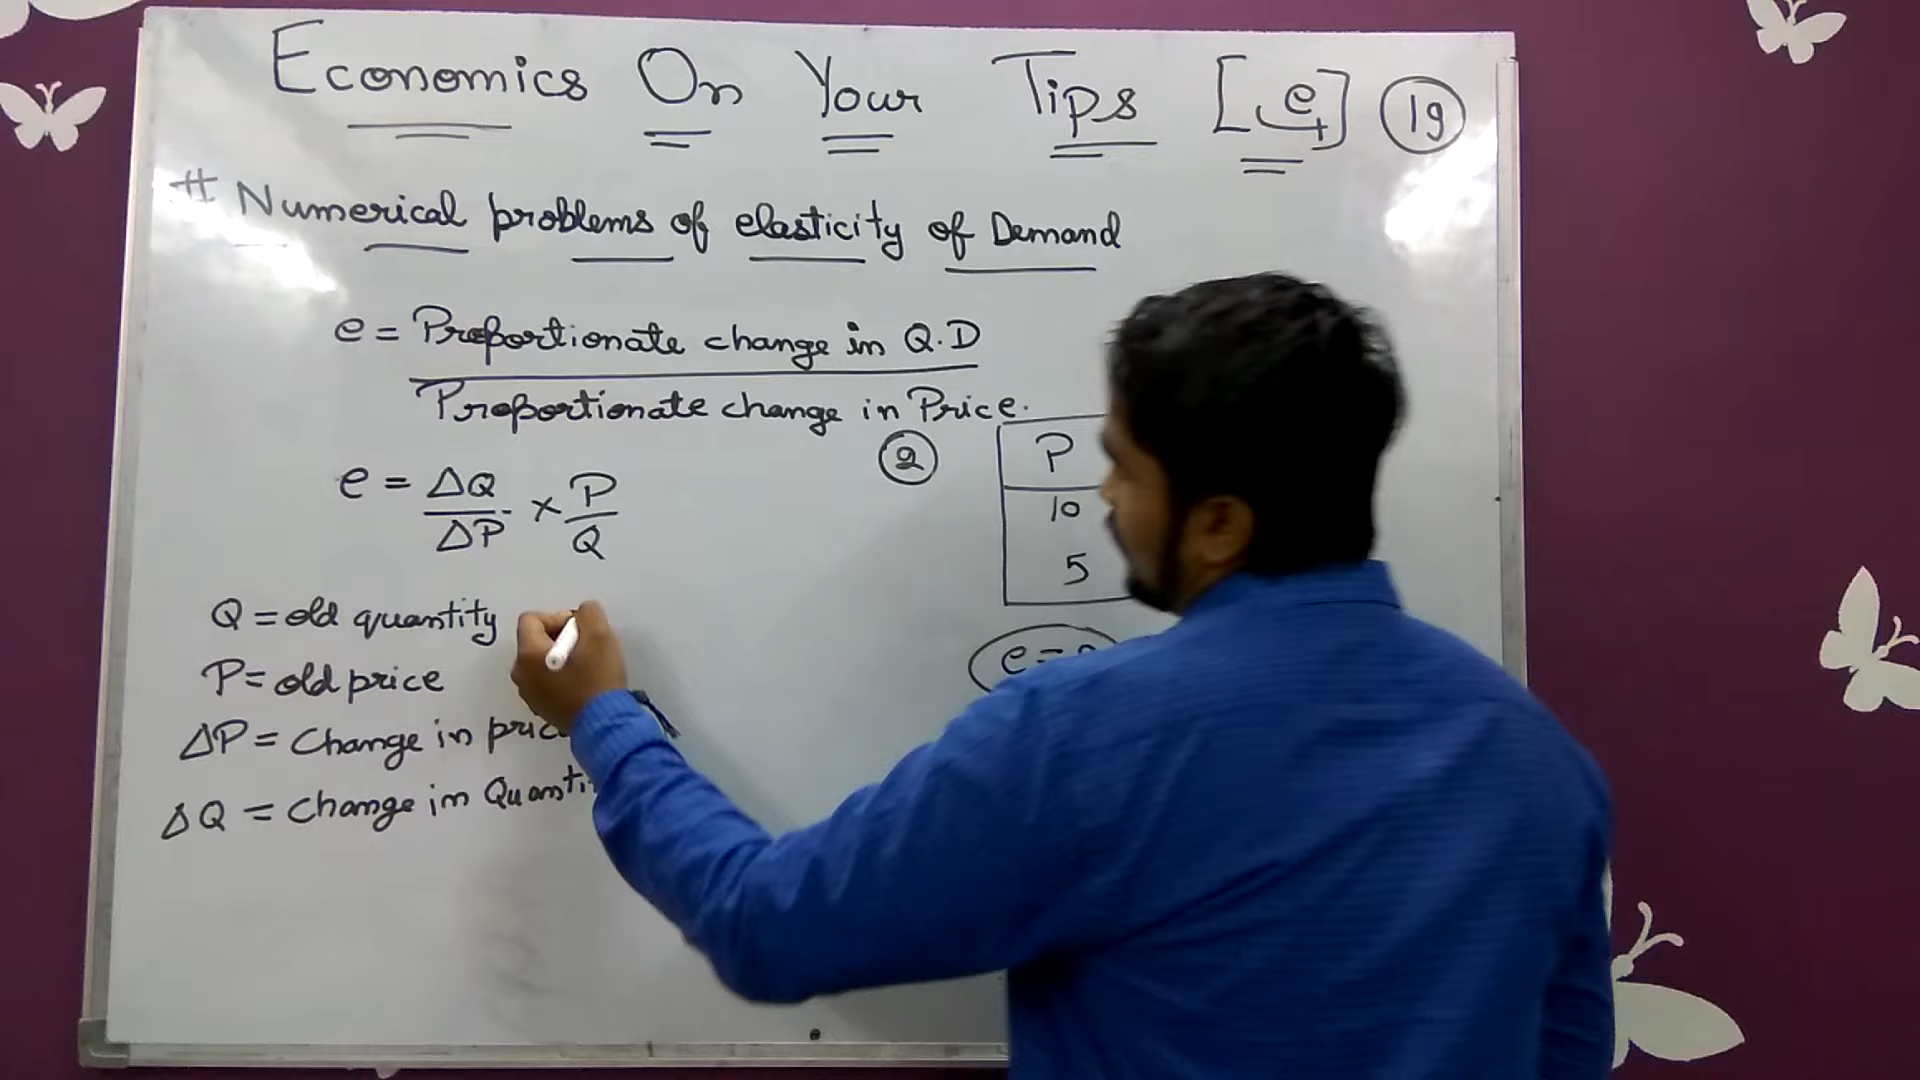 Economics On Your Tips [e+] 19
# Numerical problems of elasticity of Demand
e = Proportionate change in Q.D
Proportionate change in Price.
e = ΔQ/ΔP × P/Q
Q = old quantity
P = old price
ΔP = Change in
ΔQ = Change in
2
P
10
5
e =